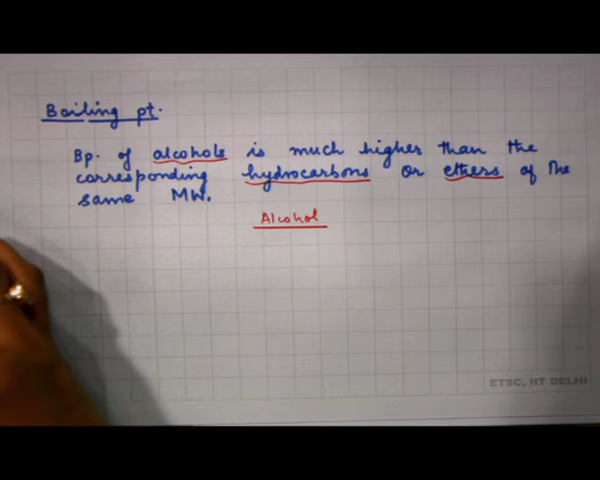 Boiling pt.
Bp. of alcohols is much higher than the
corresponding hydrocarbons or ethers of the
same MW.
Alcohol
ETSC, IIT DELHI